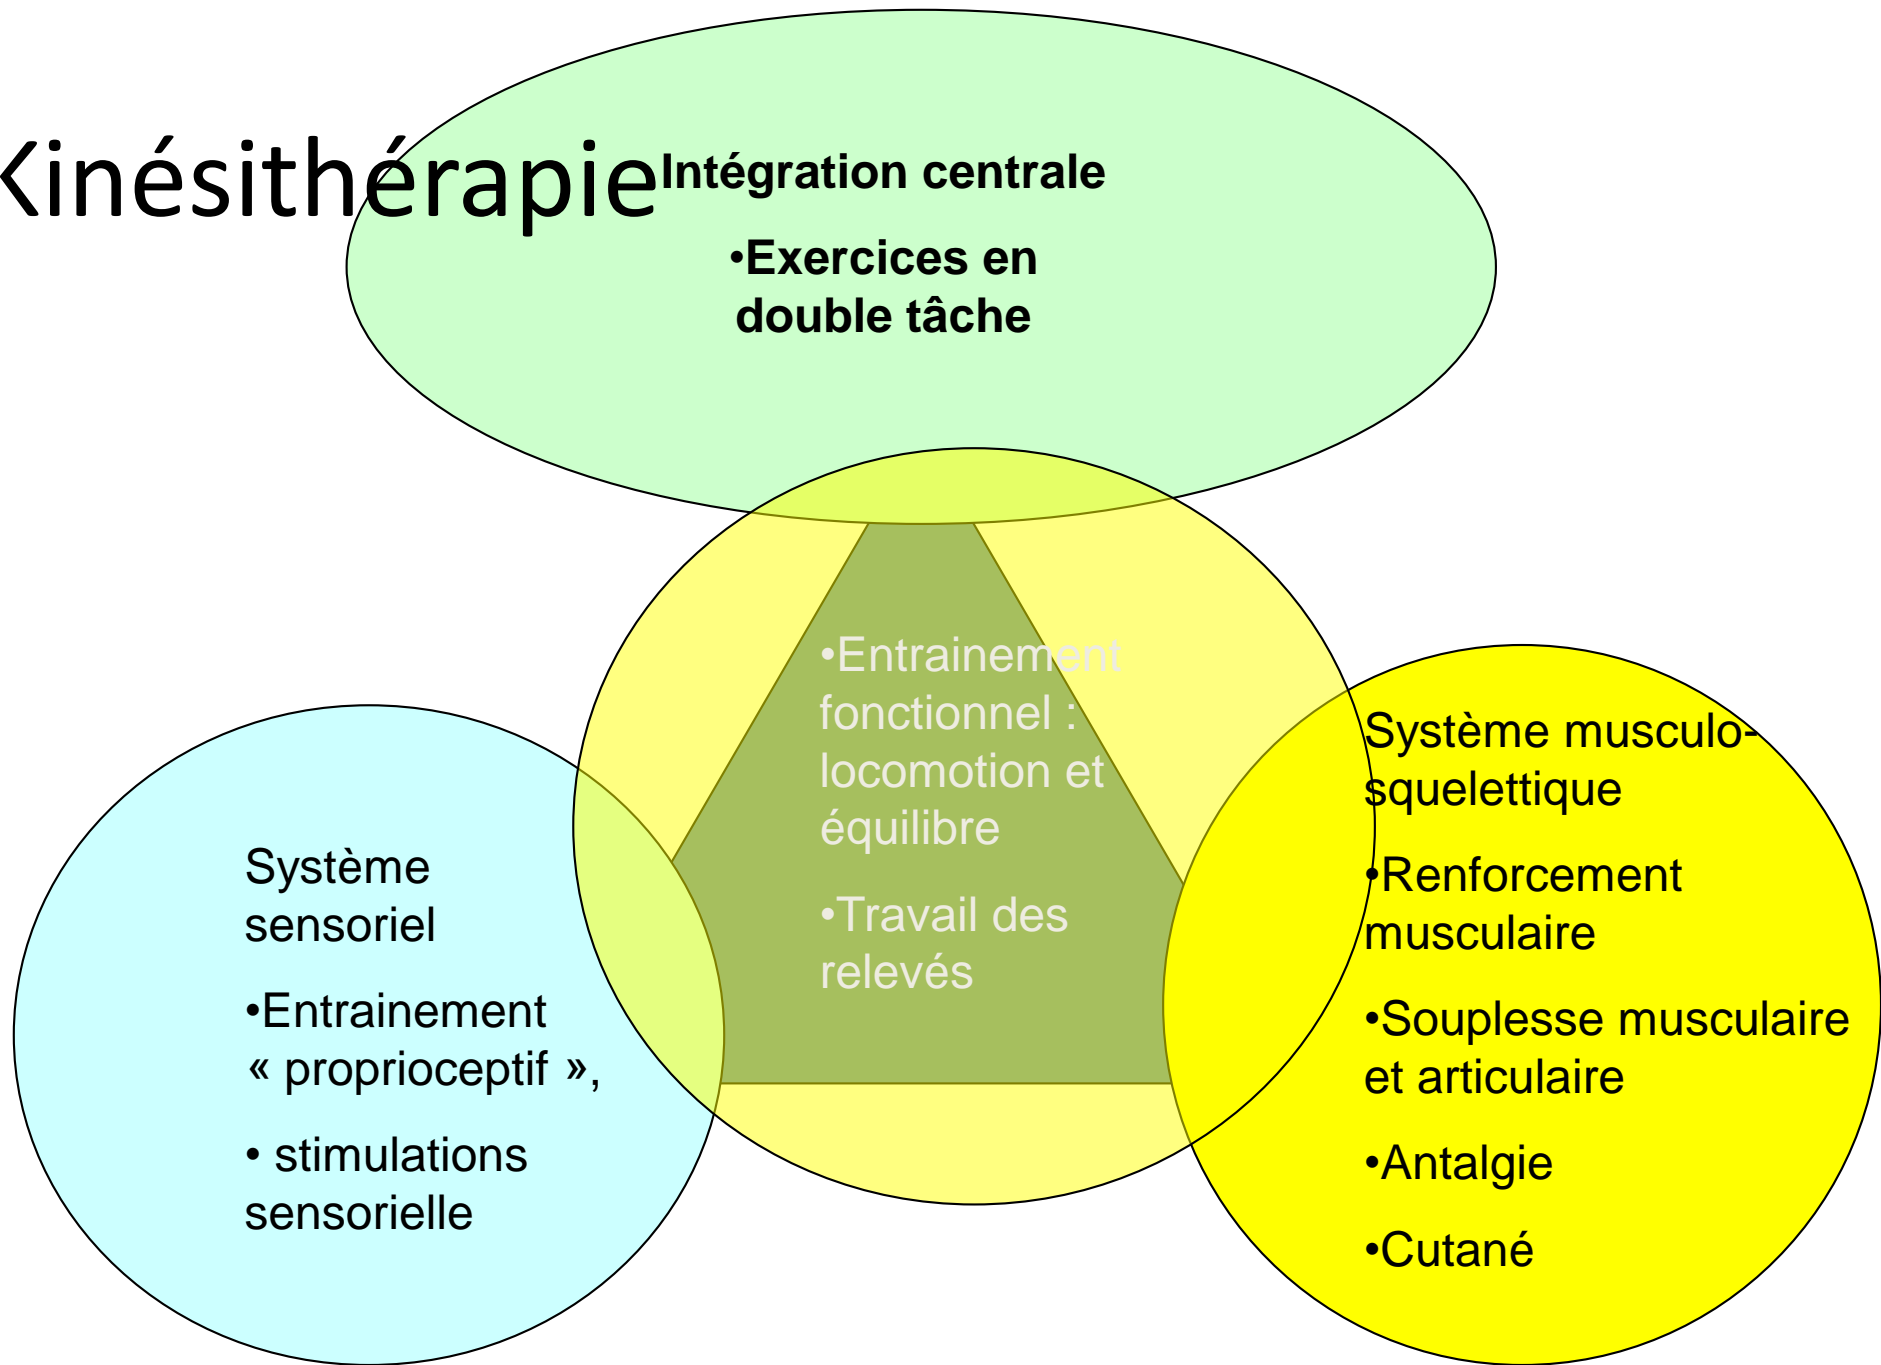 Kinésithérapie
Intégration centrale
•Exercices en
double tâche
•Entrainement
fonctionnel :
locomotion et
équilibre
•Travail des
relevés
Système
sensoriel
•Entrainement
« proprioceptif »,
• stimulations
sensorielle
Système musculo-
squelettique
•Renforcement
musculaire
•Souplesse musculaire
et articulaire
•Antalgie
•Cutané